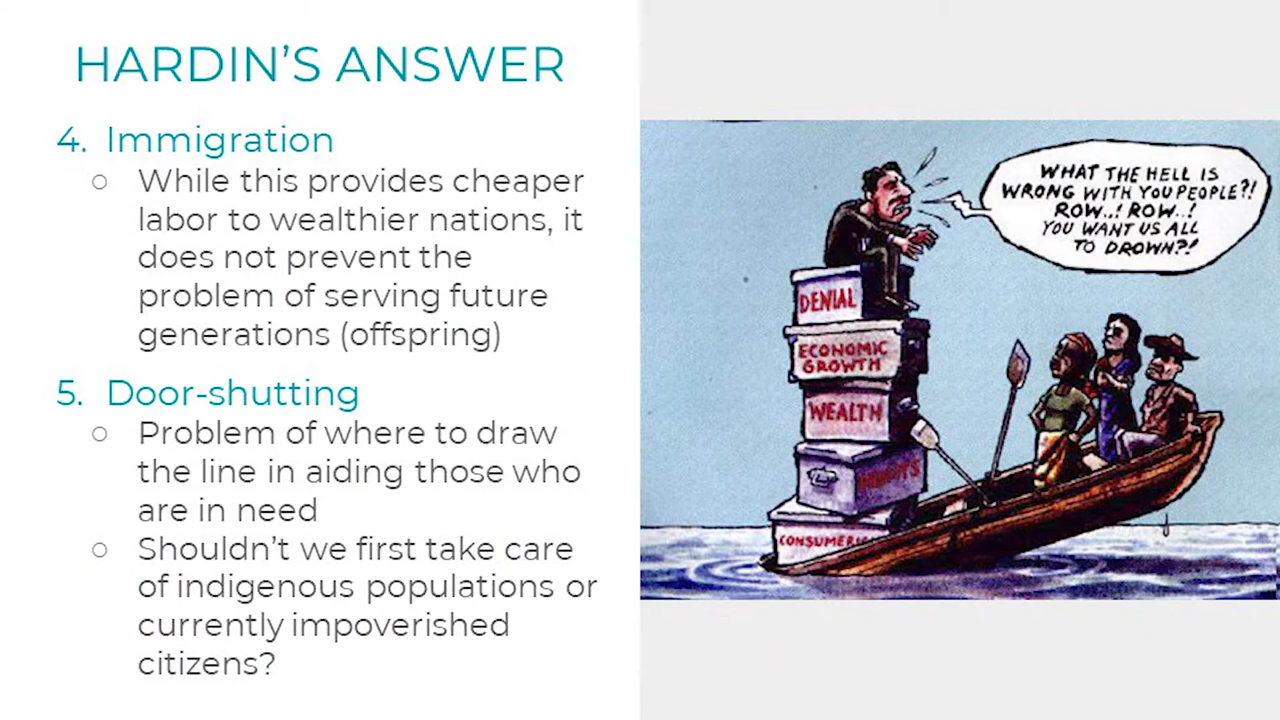 HARDIN'S ANSWER
4. Immigration
○ While this provides cheaper
labor to wealthier nations, it
does not prevent the
problem of serving future
generations (offspring)
5. Door-shutting
○ Problem of where to draw
the line in aiding those who
are in need
○ Shouldn't we first take care
of indigenous populations or
currently impoverished
citizens?
WHAT THE HELL IS
WRONG WITH YOU PEOPLE?!
ROW..! ROW..!
YOU WANT US ALL
TO DROWN?!
DENIAL
ECONOMIC
GROWTH
WEALTH